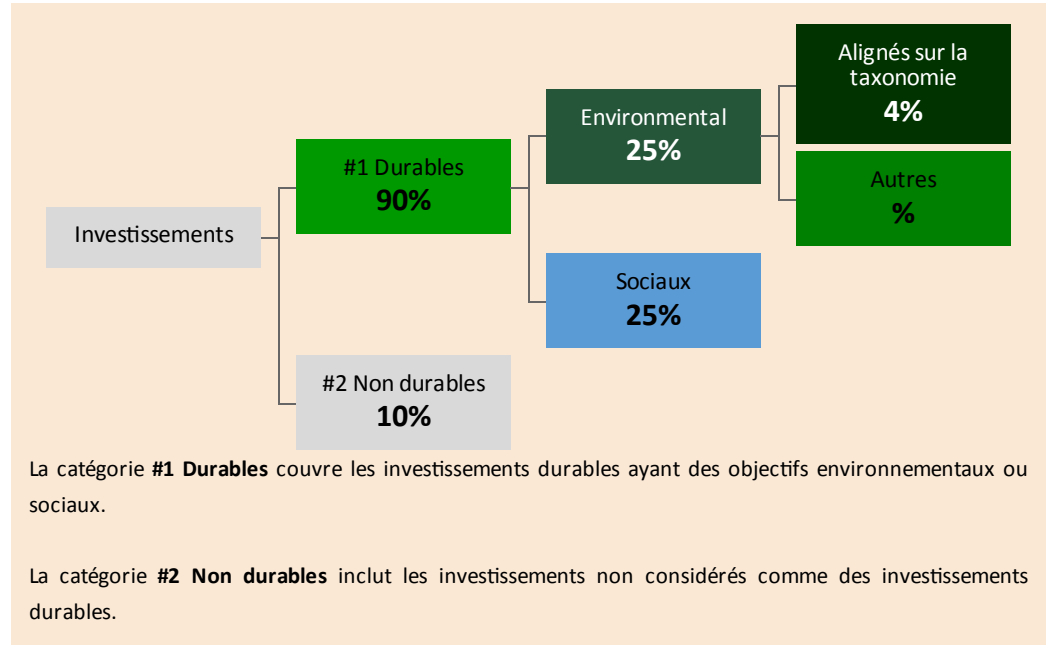 Alignés sur la
taxonomie
4%
Environmental
25%
#1 Durables
90%
Autres
%
Investissements
Sociaux
25%
#2 Non durables
10%
La catégorie #1 Durables couvre les investissements durables ayant des objectifs environnementaux ou
sociaux.
La catégorie #2 Non durables inclut les investissements non considérés comme des investissements
durables.